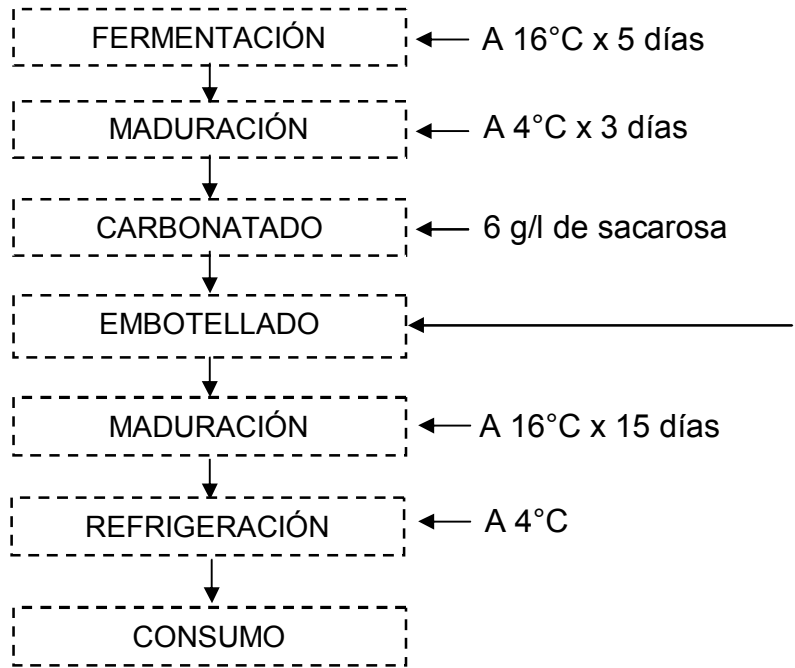 FERMENTACIÓN A 16°C x 5 días
MADURACIÓN A 4°C x 3 días
CARBONATADO 6 g/l de sacarosa
EMBOTELLADO
MADURACIÓN A 16°C x 15 días
REFRIGERACIÓN A 4°C
CONSUMO